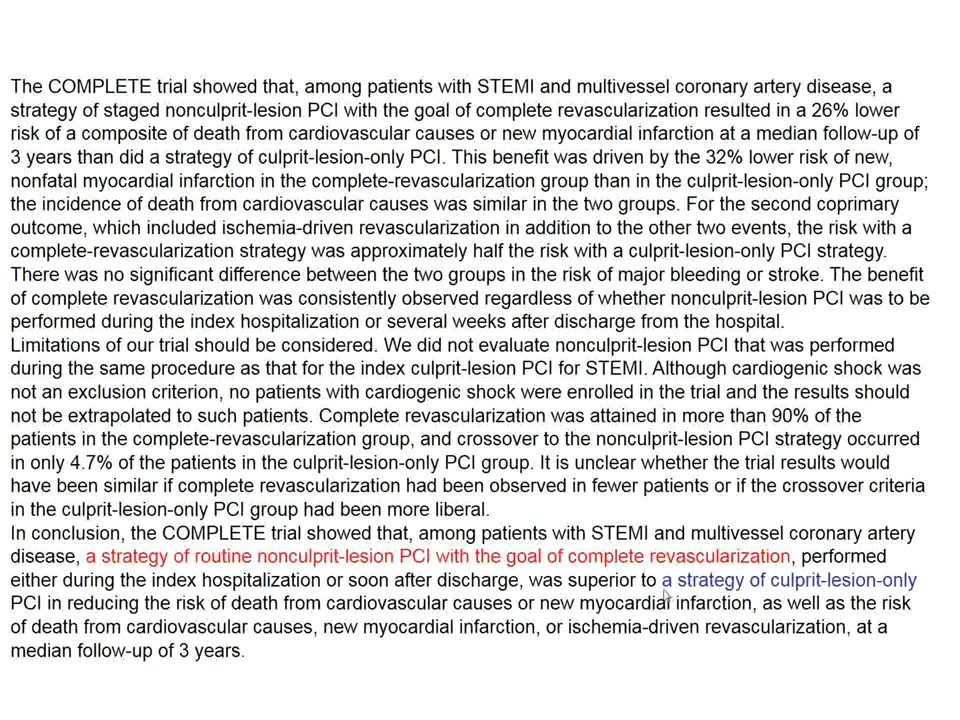 The COMPLETE trial showed that, among patients with STEMI and multivessel coronary artery disease, a
strategy of staged nonculprit-lesion PCI with the goal of complete revascularization resulted in a 26% lower
risk of a composite of death from cardiovascular causes or new myocardial infarction at a median follow-up of
3 years than did a strategy of culprit-lesion-only PCI. This benefit was driven by the 32% lower risk of new,
nonfatal myocardial infarction in the complete-revascularization group than in the culprit-lesion-only PCI group;
the incidence of death from cardiovascular causes was similar in the two groups. For the second coprimary
outcome, which included ischemia-driven revascularization in addition to the other two events, the risk with a
complete-revascularization strategy was approximately half the risk with a culprit-lesion-only PCI strategy.
There was no significant difference between the two groups in the risk of major bleeding or stroke. The benefit
of complete revascularization was consistently observed regardless of whether nonculprit-lesion PCI was to be
performed during the index hospitalization or several weeks after discharge from the hospital.
Limitations of our trial should be considered. We did not evaluate nonculprit-lesion PCI that was performed
during the same procedure as that for the index culprit-lesion PCI for STEMI. Although cardiogenic shock was
not an exclusion criterion, no patients with cardiogenic shock were enrolled in the trial and the results should
not be extrapolated to such patients. Complete revascularization was attained in more than 90% of the
patients in the complete-revascularization group, and crossover to the nonculprit-lesion PCI strategy occurred
in only 4.7% of the patients in the culprit-lesion-only PCI group. It is unclear whether the trial results would
have been similar if complete revascularization had been observed in fewer patients or if the crossover criteria
in the culprit-lesion-only PCI group had been more liberal.
In conclusion, the COMPLETE trial showed that, among patients with STEMI and multivessel coronary artery
disease, a strategy of routine nonculprit-lesion PCI with the goal of complete revascularization, performed
either during the index hospitalization or soon after discharge, was superior to a strategy of culprit-lesion-only
PCI in reducing the risk of death from cardiovascular causes or new myocardial infarction, as well as the risk
of death from cardiovascular causes, new myocardial infarction, or ischemia-driven revascularization, at a
median follow-up of 3 years.